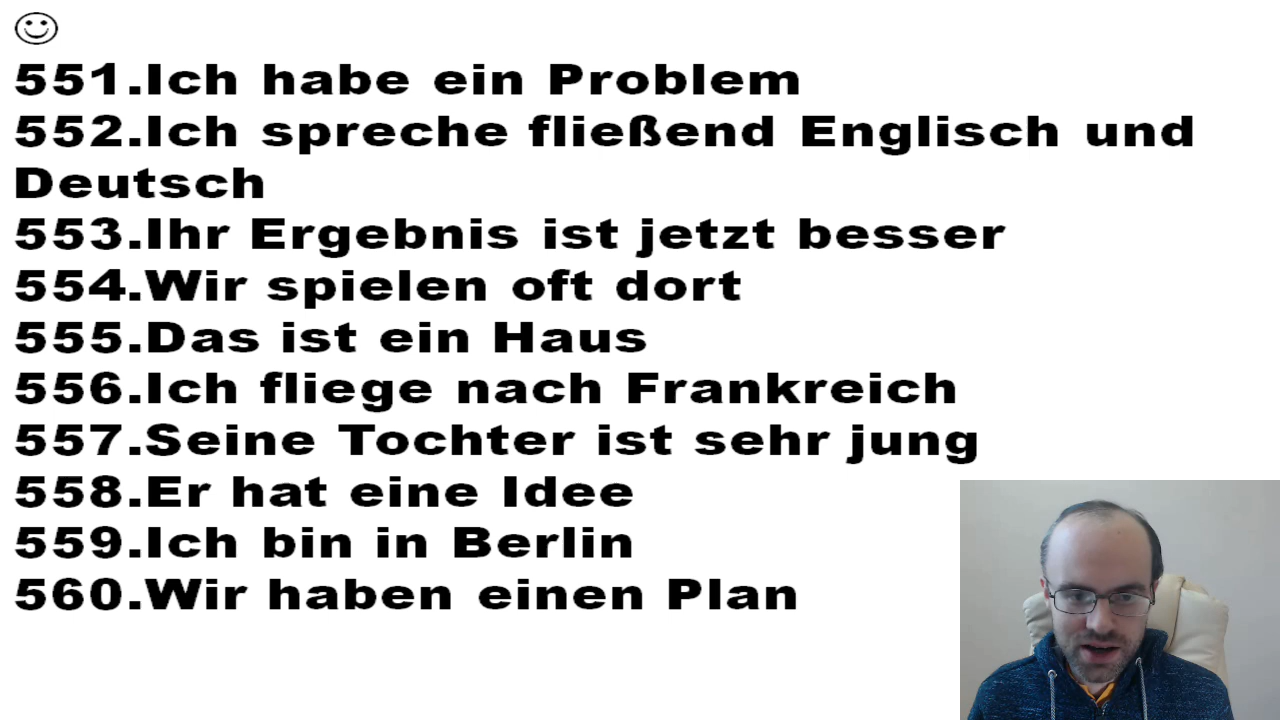 551.Ich habe ein Problem
552.Ich spreche fließend Englisch und
Deutsch
553.Ihr Ergebnis ist jetzt besser
554.Wir spielen oft dort
555.Das ist ein Haus
556.Ich fliege nach Frankreich
557.Seine Tochter ist sehr jung
558.Er hat eine Idee
559.Ich bin in Berlin
560.Wir haben einen Plan